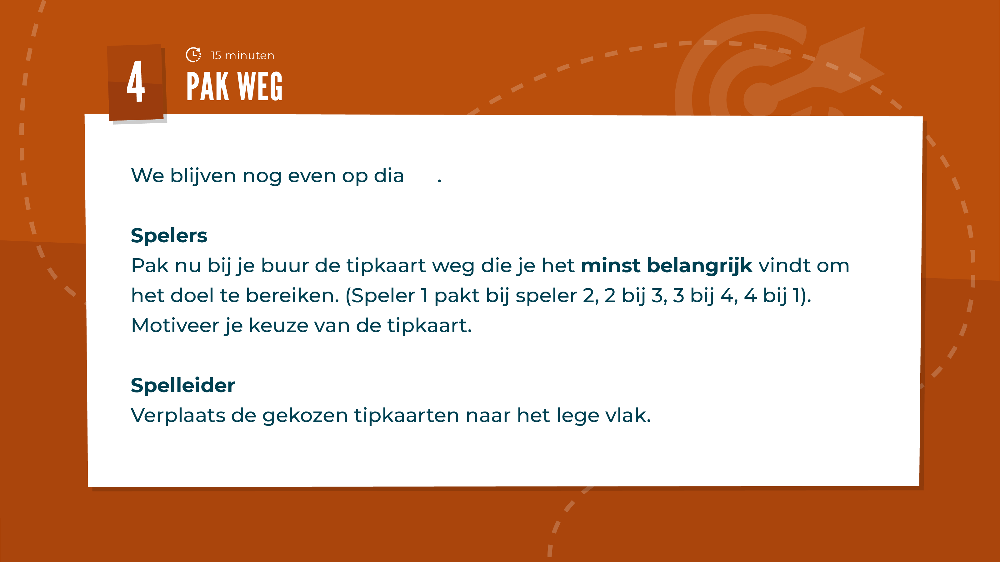 4
15 minuten
PAK WEG
We blijven nog even op dia .
Spelers
Pak nu bij je buur de tipkaart weg die je het minst belangrijk vindt om
het doel te bereiken. (Speler 1 pakt bij speler 2, 2 bij 3, 3 bij 4, 4 bij 1).
Motiveer je keuze van de tipkaart.
Spelleider
Verplaats de gekozen tipkaarten naar het lege vlak.